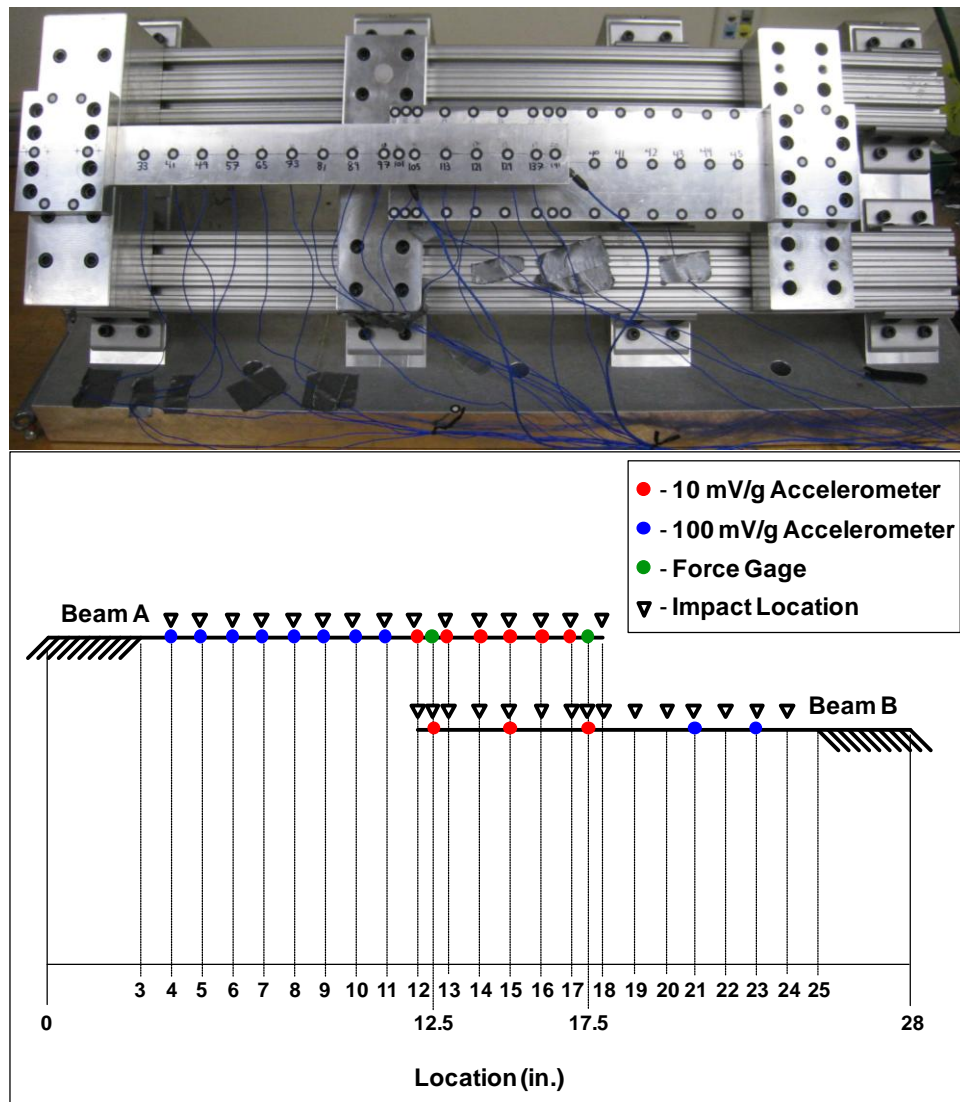 33 41 49 57 65 73 81 89 97 105 113 121 129 137 40 41 42 43 44 45
- 10 mV/g Accelerometer
- 100 mV/g Accelerometer
- Force Gage
- Impact Location
Beam A
Beam B
3 4 5 6 7 8 9 10 11 12 13 14 15 16 17 18 19 20 21 22 23 24 25
0 12.5 17.5 28
Location (in.)